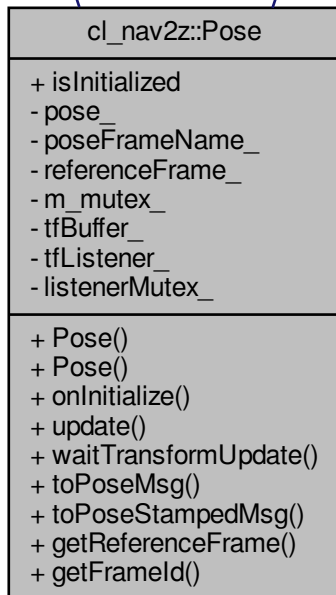 cl_nav2z::Pose
+ isInitialized
- pose_
- poseFrameName_
- referenceFrame_
- m_mutex_
- tfBuffer_
- tfListener_
- listenerMutex_
+ Pose()
+ Pose()
+ onInitialize()
+ update()
+ waitTransformUpdate()
+ toPoseMsg()
+ toPoseStampedMsg()
+ getReferenceFrame()
+ getFrameId()